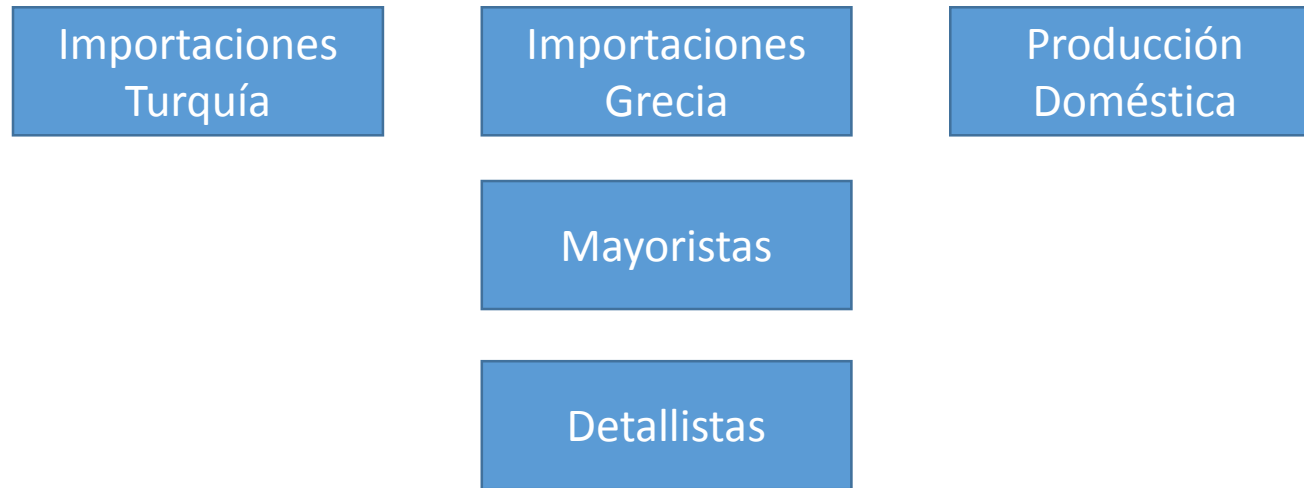 Importaciones
Turquía
Importaciones
Grecia
Producción
Doméstica
Mayoristas
Detallistas